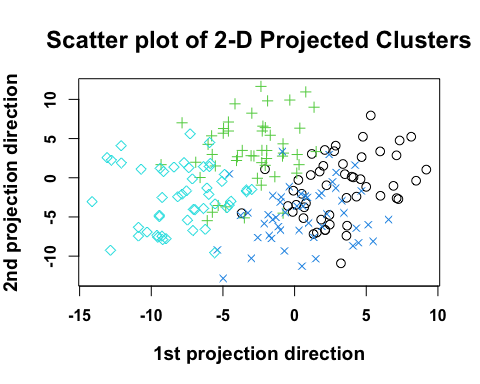 Scatter plot of 2-D Projected Clusters
2nd projection direction
10
5
0
-5
-10
-15 -10 -5 0 5 10
1st projection direction